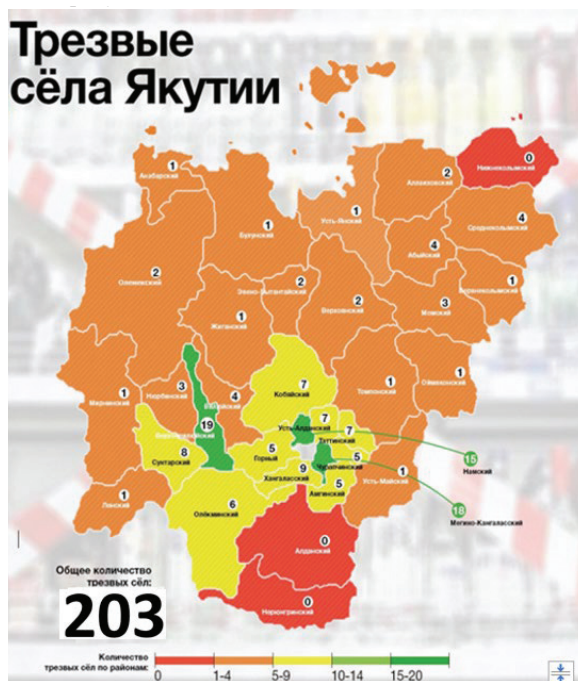 Трезвые
сёла Якутии
0
Нижнеколымский
1
Анабарский
2
Аллаиховский
1
Булунский
1
Усть-Янский
4
Среднеколымский
4
Абыйский
2
Оленекский
2
Эвено-Бытантайский
1
Верхнеколымский
2
Верхоянский
3
Момский
1
Жиганский
7
Кобяйский
1
Томпонский
1
Оймяконский
1
Мирнинский
3
Нюрбинский
4
19
7
Усть-Алданский
7
Таттинский
8
Сунтарский
5
Горный
5
Чурапчинский
15
Намский
9
Хангаласский
5
Амгинский
1
Усть-Майский
18
Мегино-Кангаласский
1
Ленский
6
Олёкминский
0
Алданский
0
Нерюнгринский
Общее количество
трезвых сёл:
203
Количество
трезвых сёл по районам:
0 1-4 5-9 10-14 15-20